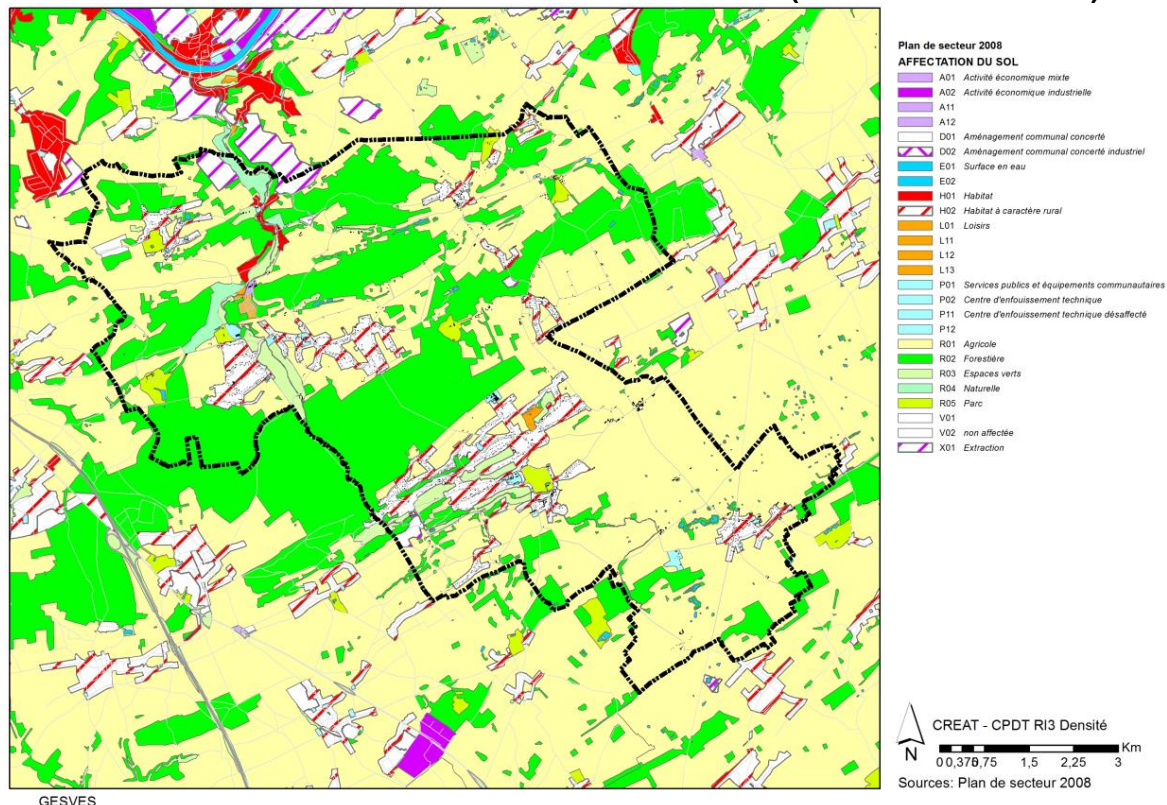 Plan de secteur 2008
AFFECTATION DU SOL
A01 Activité économique mixte
A02 Activité économique industrielle
A11
A12
D01 Aménagement communal concerté
D02 Aménagement communal concerté industriel
E01 Surface en eau
E02
H01 Habitat
H02 Habitat à caractère rural
L01 Loisirs
L11
L12
L13
P01 Services publics et équipements communautaires
P02 Centre d'enfouissement technique
P11 Centre d'enfouissement technique désaffecté
P12
R01 Agricole
R02 Forestière
R03 Espaces verts
R04 Naturelle
R05 Parc
V01
V02 non affectée
X01 Extraction
CREAT - CPDT RI3 Densité
N
Km
0 0,375 0,75 1,5 2,25 3
Sources: Plan de secteur 2008
GESVES